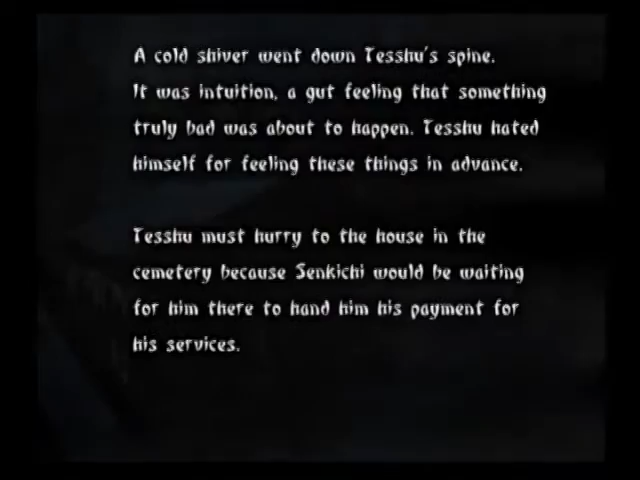 A cold shiver went down Tesshu's spine.
It was intuition, a gut feeling that something
truly bad was about to happen. Tesshu hated
himself for feeling these things in advance.
Tesshu must hurry to the house in the
cemetery because Senkichi would be waiting
for him there to hand him his payment for
his services.